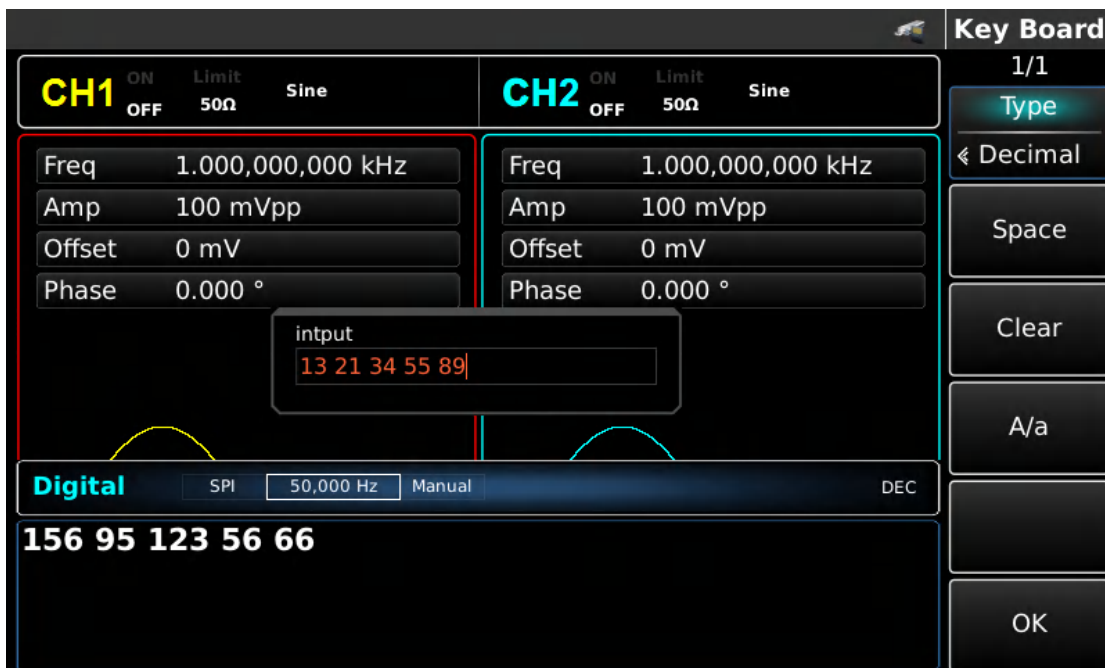 Key Board
1/1
CH1 ON OFF Limit 50Ω Sine
CH2 ON OFF Limit 50Ω Sine
Type
« Decimal
Freq 1.000,000,000 kHz
Amp 100 mVpp
Offset 0 mV
Phase 0.000 °
Freq 1.000,000,000 kHz
Amp 100 mVpp
Offset 0 mV
Phase 0.000 °
Space
intput
13 21 34 55 89
Clear
A/a
Digital SPI 50,000 Hz Manual DEC
156 95 123 56 66
OK